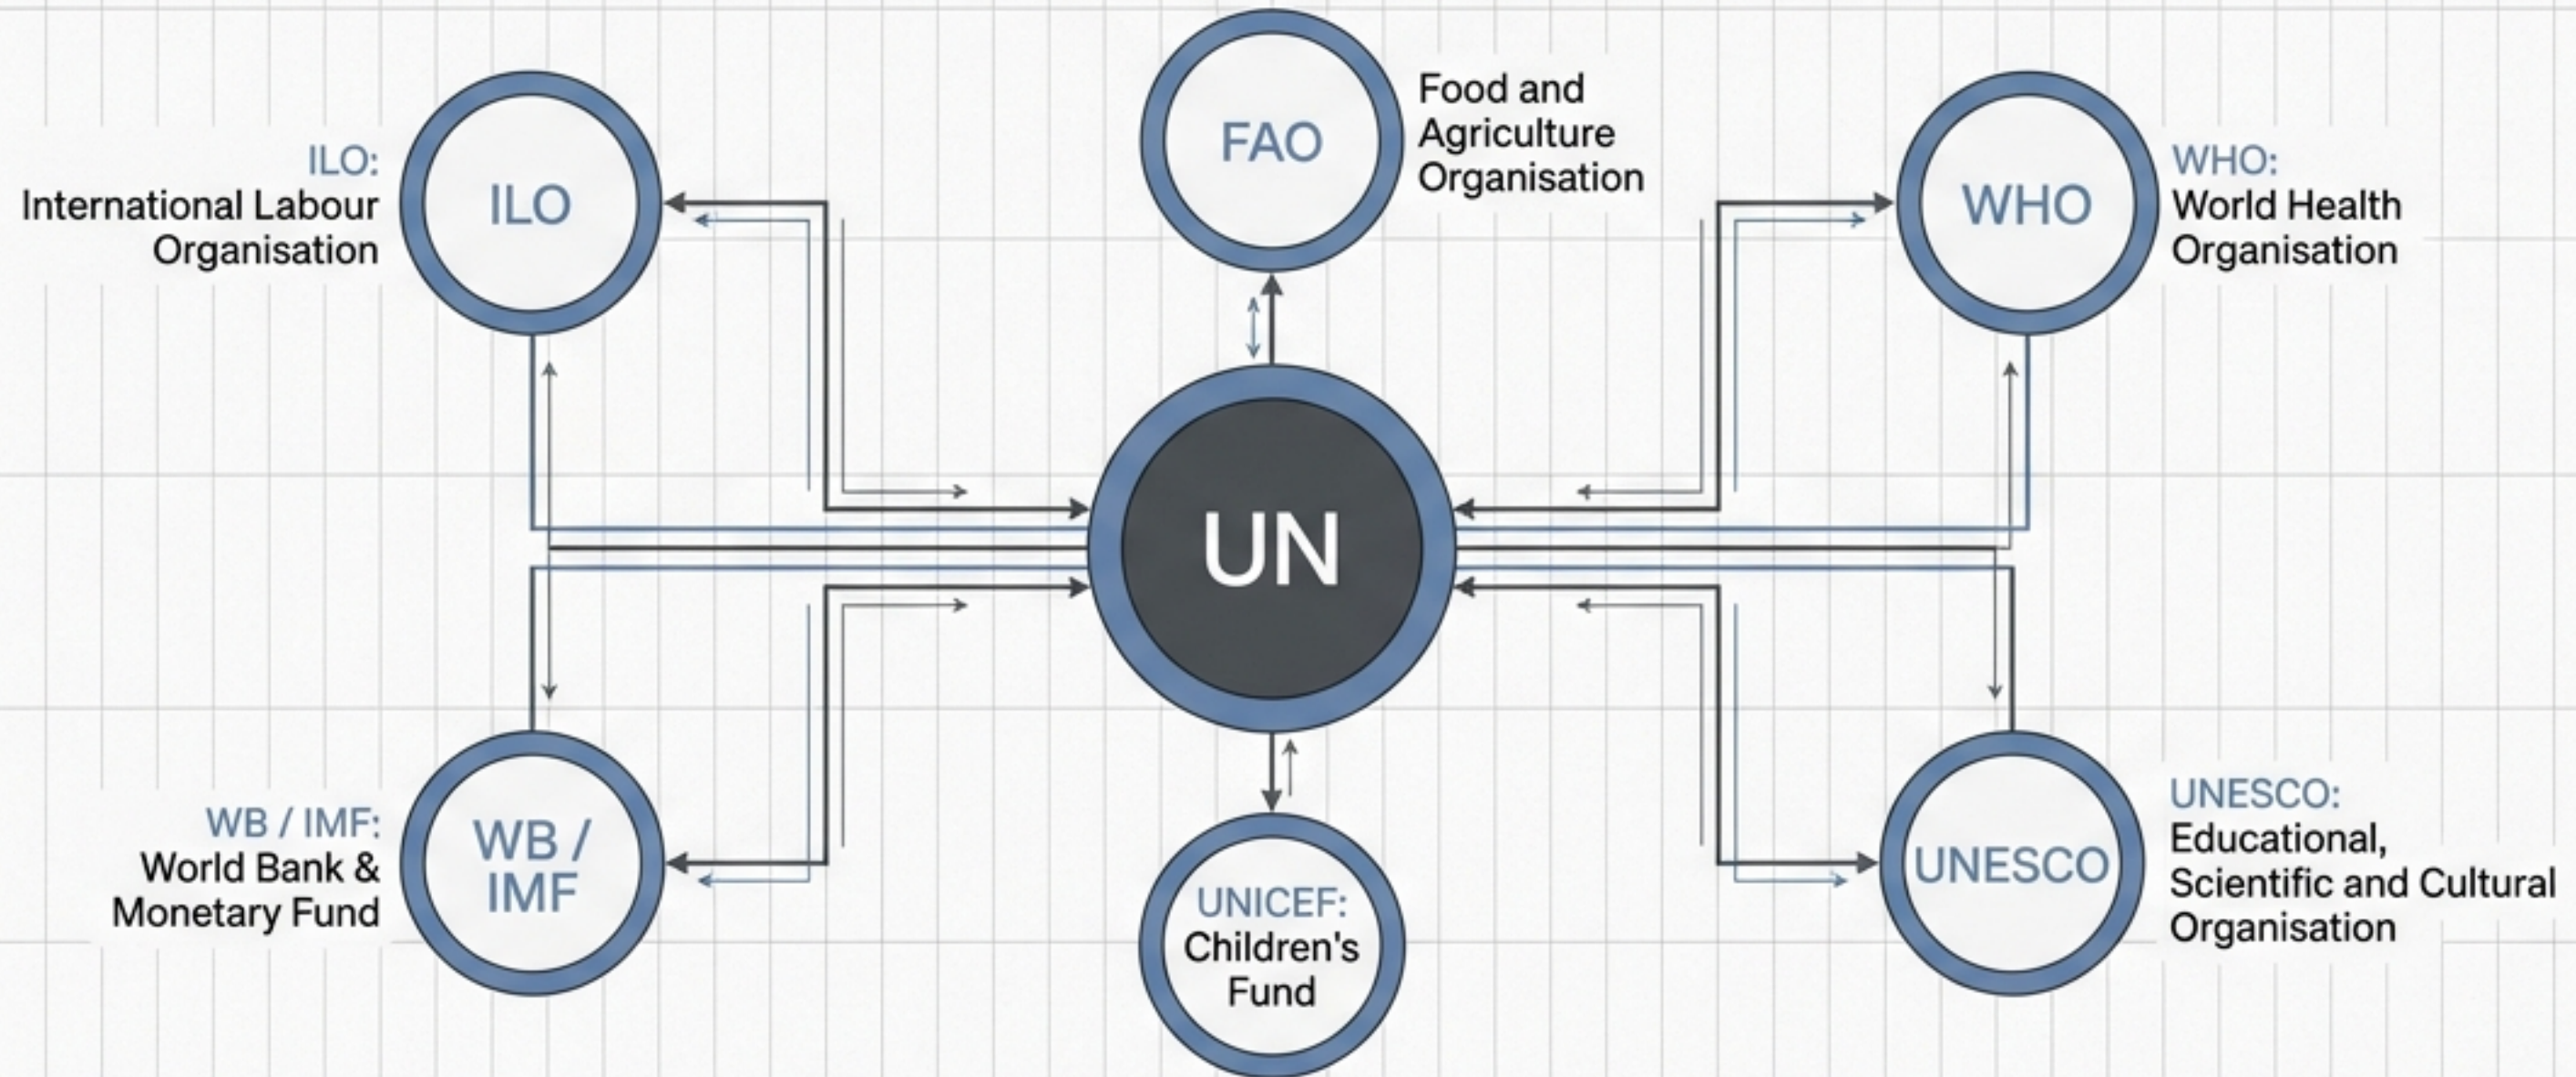 ILO:
International Labour
Organisation
ILO
FAO
Food and
Agriculture
Organisation
WHO
WHO:
World Health
Organisation
UN
WB / IMF:
World Bank &
Monetary Fund
WB /
IMF
UNICEF:
Children's
Fund
UNESCO
UNESCO:
Educational,
Scientific and Cultural
Organisation